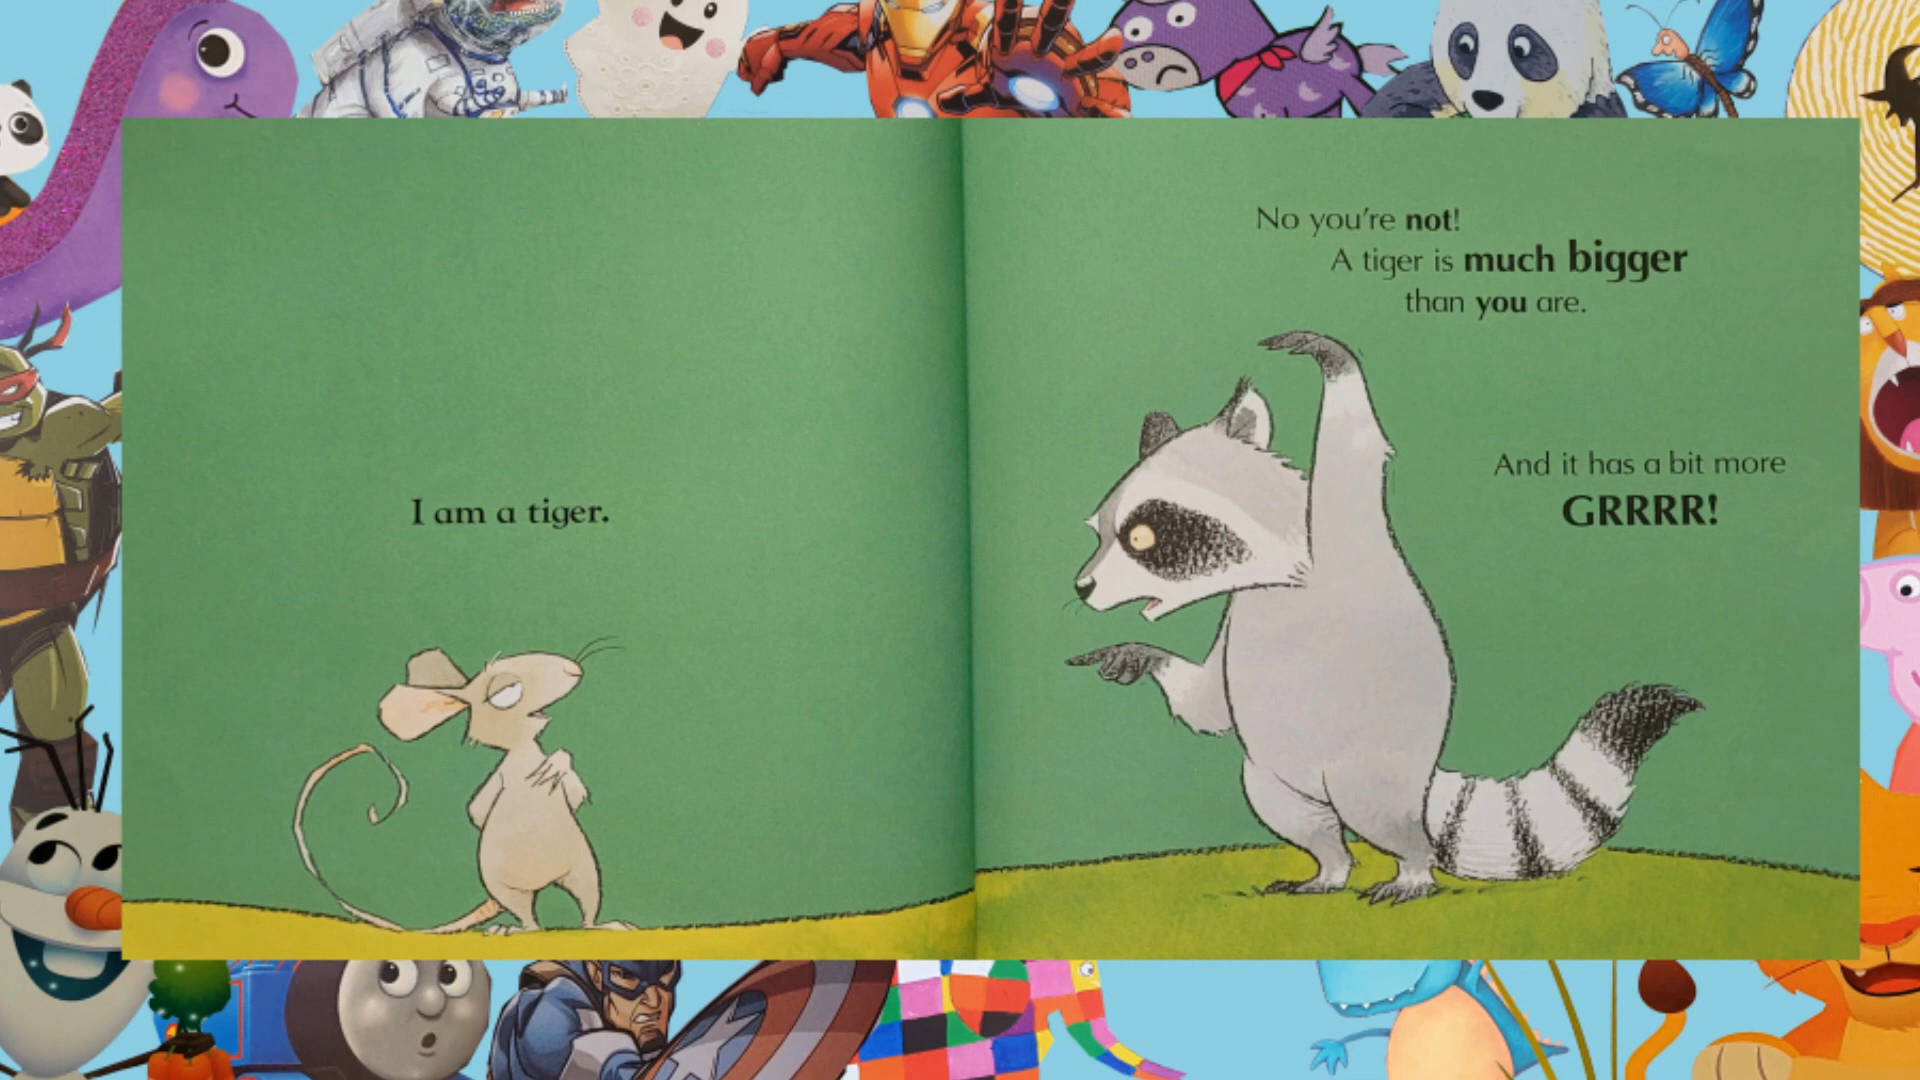 I am a tiger.
No you're not!
A tiger is much bigger
than you are.
And it has a bit more
GRRRR!